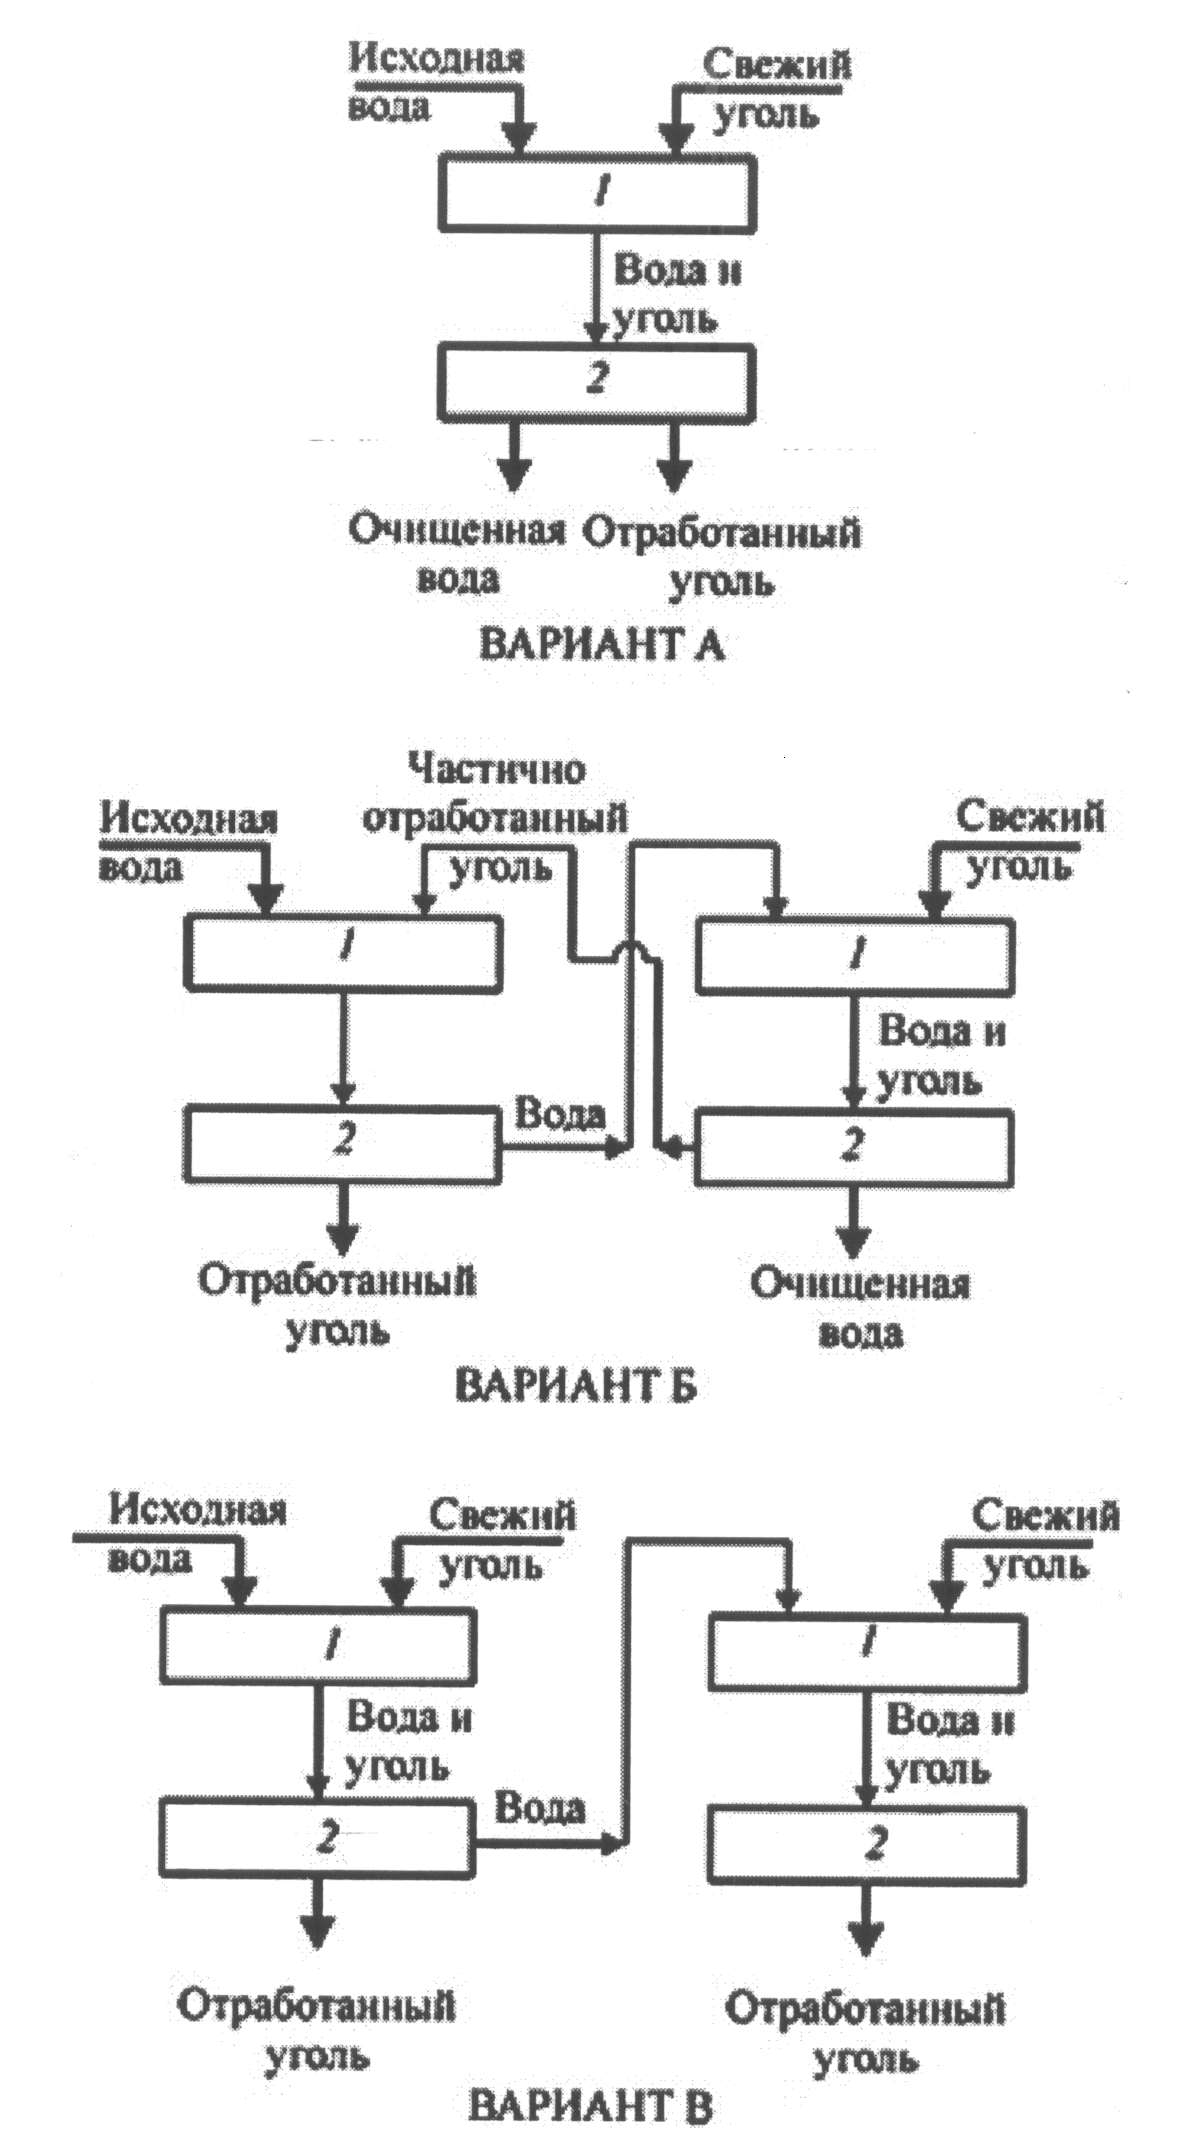 Исходная
вода
Свежий
уголь
1
Вода и
уголь
2
Очищенная
вода
Отработанный
уголь
ВАРИАНТ А
Частично
отработанный
уголь
Исходная
вода
Свежий
уголь
1
1
Вода и
уголь
2
Вода
2
Отработанный
уголь
Очищенная
вода
ВАРИАНТ Б
Исходная
вода
Свежий
уголь
Свежий
уголь
1
1
Вода и
уголь
Вода и
уголь
2
Вода
2
Отработанный
уголь
Отработанный
уголь
ВАРИАНТ В